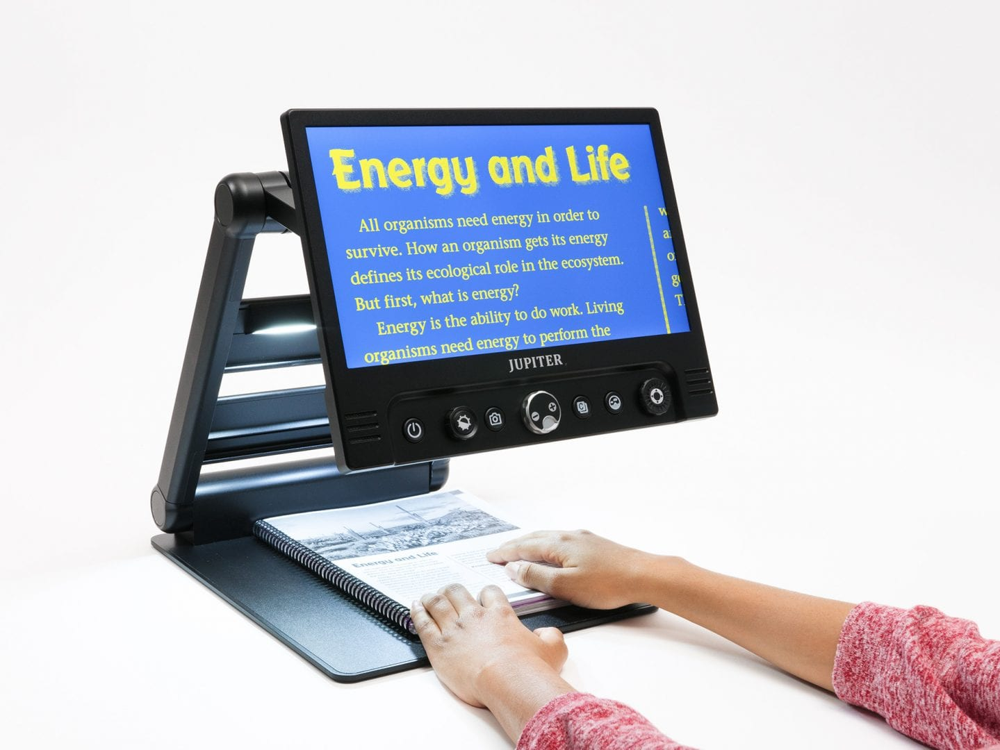 Energy and Life
All organisms need energy in order to
survive. How an organism gets its energy
defines its ecological role in the ecosystem.
But first, what is energy?
Energy is the ability to do work. Living
organisms need energy to perform the
JUPITER
Energy and Life